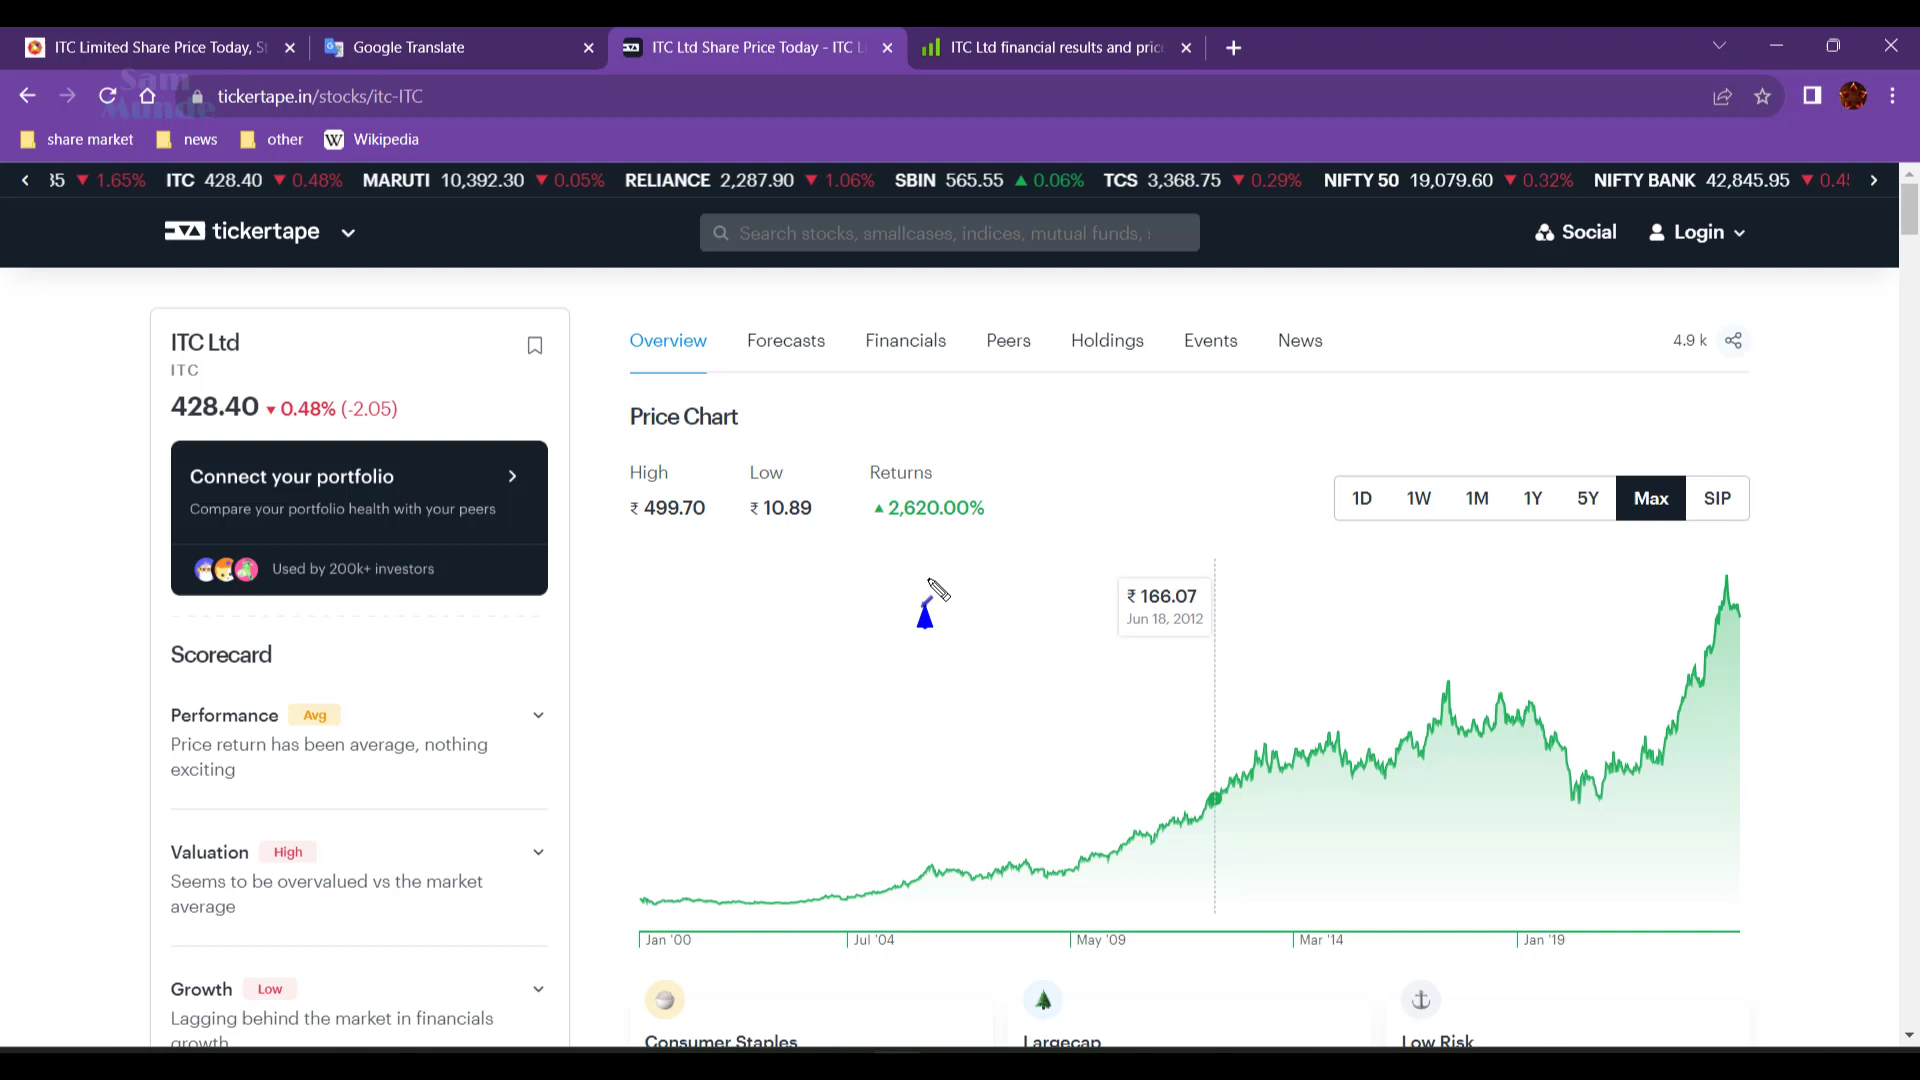 ITC Limited Share Price Today, S
Google Translate
ITC Ltd Share Price Today - ITC L
ITC Ltd financial results and price
Sam
Munde
tickertape.in/stocks/itc-ITC
share market
news
other
W Wikipedia
35 ▼ 1.65% ITC 428.40 ▼ 0.48% MARUTI 10,392.30 ▼ 0.05% RELIANCE 2,287.90 ▼ 1.06% SBIN 565.55 ▲ 0.06% TCS 3,368.75 ▼ 0.29% NIFTY 50 19,079.60 ▼ 0.32% NIFTY BANK 42,845.95 ▼ 0.4
tickertape
Search stocks, smallcases, indices, mutual funds, :
Social
Login
ITC Ltd
ITC
428.40 ▼ 0.48% (-2.05)
Connect your portfolio
Compare your portfolio health with your peers
Used by 200k+ investors
Scorecard
Performance Avg
Price return has been average, nothing
exciting
Valuation High
Seems to be overvalued vs the market
average
Growth Low
Lagging behind the market in financials
growth
Overview Forecasts Financials Peers Holdings Events News
4.9 k
Price Chart
High Low Returns
₹ 499.70 ₹ 10.89 ▲ 2,620.00%
1D 1W 1M 1Y 5Y Max SIP
₹ 166.07
Jun 18, 2012
Jan '00 Jul '04 May '09 Mar '14 Jan '19
Consumer Staples Largecap Low Risk